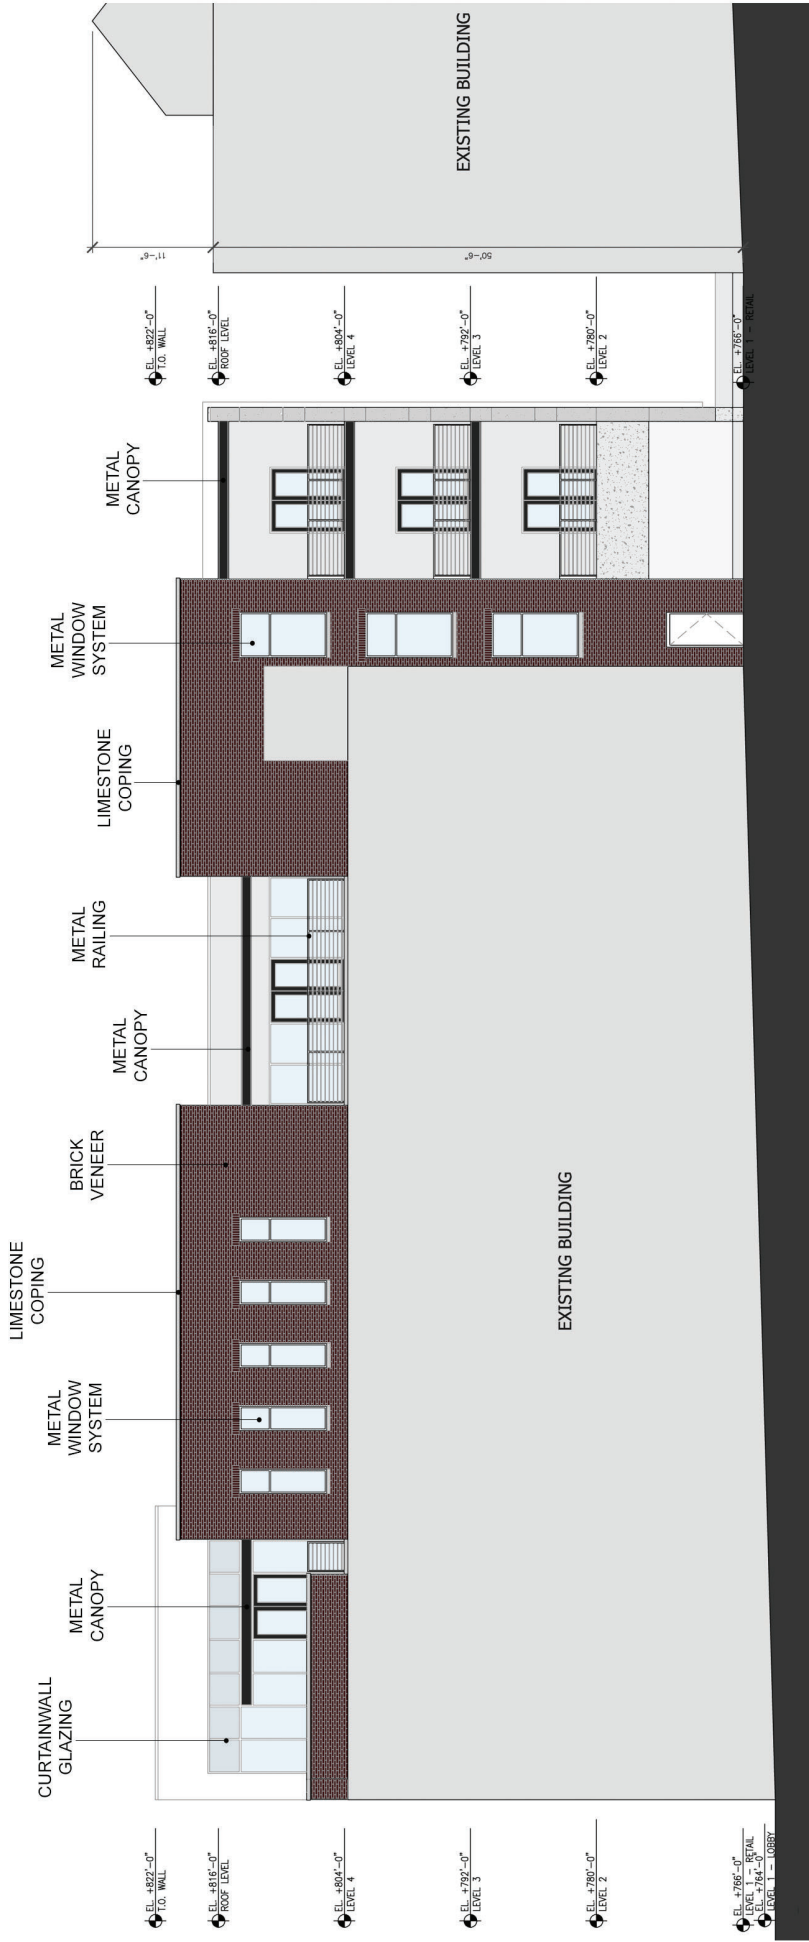 CURTAINWALL
GLAZING
METAL
CANOPY
METAL
WINDOW
SYSTEM
LIMESTONE
COPING
BRICK
VENEER
METAL
CANOPY
METAL
RAILING
LIMESTONE
COPING
METAL
WINDOW
SYSTEM
METAL
CANOPY
EL. +822'-0"
T.O. WALL
EL. +816'-0"
ROOF LEVEL
EL. +804'-0"
LEVEL 4
EL. +792'-0"
LEVEL 3
EL. +780'-0"
LEVEL 2
EL. +766'-0"
LEVEL 1 - RETAIL
EL. +764'-0"
LEVEL 1 - LOBBY
EXISTING BUILDING
EL. +822'-0"
T.O. WALL
EL. +816'-0"
ROOF LEVEL
EL. +804'-0"
LEVEL 4
EL. +792'-0"
LEVEL 3
EL. +780'-0"
LEVEL 2
EL. +766'-0"
LEVEL 1 - RETAIL
11'-6"
50'-6"
EXISTING BUILDING